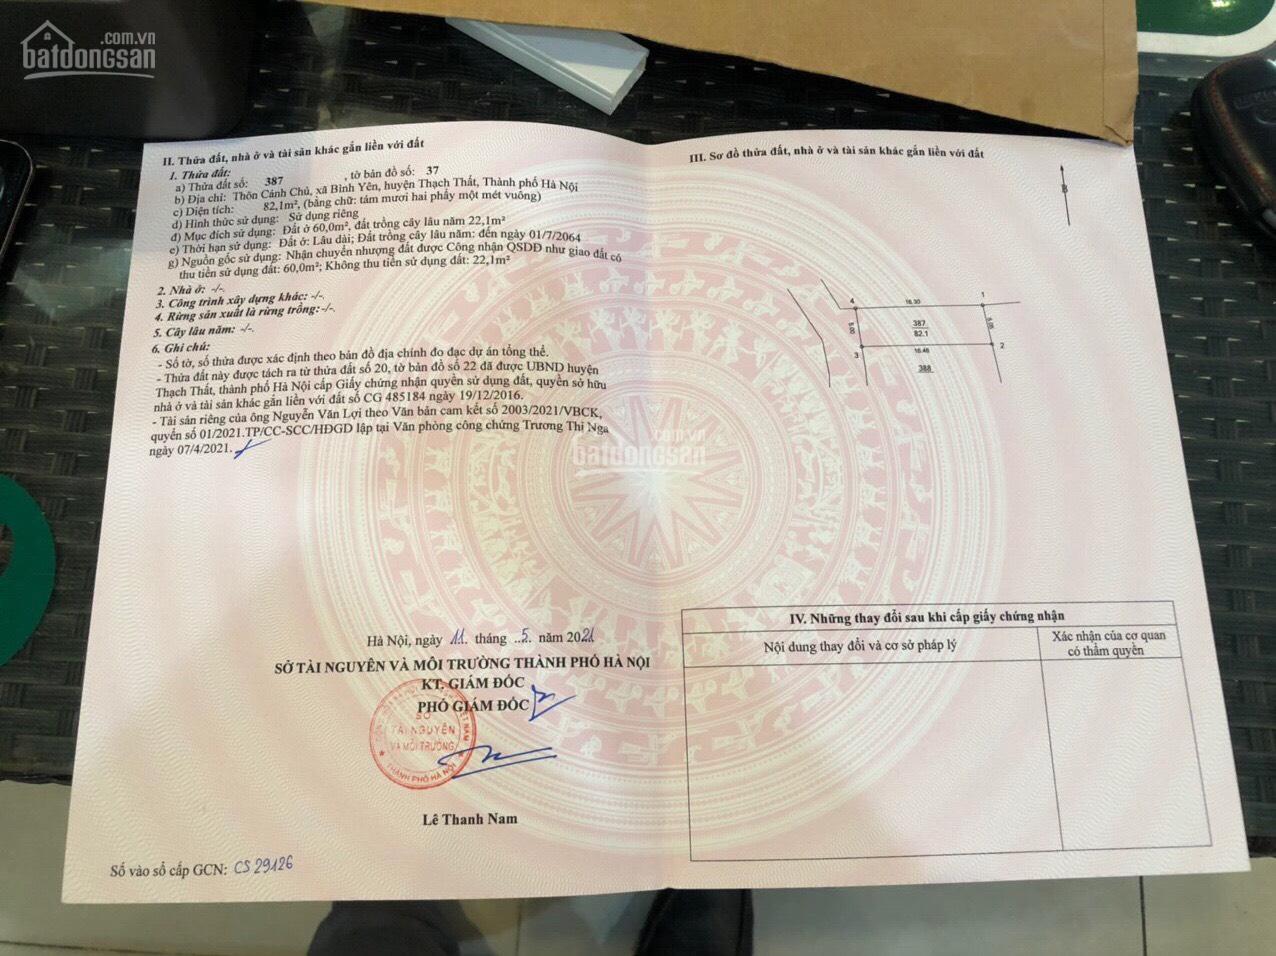 .com.vn
batdongsan
II. Thửa đất, nhà ở và tài sản khác gắn liền với đất
1. Thửa đất:
a) Thửa đất số: 387, tờ bản đồ số: 37
b) Địa chỉ: Thôn Cánh Chủ, xã Bình Yên, huyện Thạch Thất, Thành phố Hà Nội
c) Diện tích: 82,1m², (bằng chữ: tám mươi hai phẩy một mét vuông)
d) Hình thức sử dụng: Sử dụng riêng
đ) Mục đích sử dụng: Đất ở 60,0m², đất trồng cây lâu năm 22,1m²
e) Thời hạn sử dụng: Đất ở: Lâu dài; Đất trồng cây lâu năm: đến ngày 01/7/2064
g) Nguồn gốc sử dụng: Nhận chuyển nhượng đất được Công nhận QSDĐ như giao đất có
thu tiền sử dụng đất: 60,0m²; Không thu tiền sử dụng đất: 22,1m²
2. Nhà ở: -/-.
3. Công trình xây dựng khác: -/-.
4. Rừng sản xuất là rừng trồng:-/-.
5. Cây lâu năm: -/-.
6. Ghi chú:
- Số tờ, số thửa được xác định theo bản đồ địa chính đo đạc dự án tổng thể.
- Thửa đất này được tách ra từ thửa đất số 20, tờ bản đồ số 22 đã được UBND huyện
Thạch Thất, thành phố Hà Nội cấp Giấy chứng nhận quyền sử dụng đất, quyền sở hữu
nhà ở và tài sản khác gắn liền với đất số CG 485184 ngày 19/12/2016.
- Tài sản riêng của ông Nguyễn Văn Lợi theo Văn bản cam kết số 2003/2021/VBCK,
quyển số 01/2021.TP/CC-SCC/HĐGD lập tại Văn phòng công chứng Trương Thị Nga
ngày 07/4/2021.
Hà Nội, ngày 11 tháng 5 năm 2021
SỞ TÀI NGUYÊN VÀ MÔI TRƯỜNG THÀNH PHỐ HÀ NỘI
KT. GIÁM ĐỐC
PHÓ GIÁM ĐỐC
SỞ
TÀI NGUYÊN
VÀ MÔI TRƯỜNG
THÀNH PHỐ HÀ NỘI
Lê Thanh Nam
Số vào sổ cấp GCN: CS 29126
III. Sơ đồ thửa đất, nhà ở và tài sản khác gắn liền với đất
B
4 16.30 1
5.00 387 5.05
82.1
3 16.46 2
388
.com.vn
batdongsan
IV. Những thay đổi sau khi cấp giấy chứng nhận
Nội dung thay đổi và cơ sở pháp lý
Xác nhận của cơ quan
có thẩm quyền